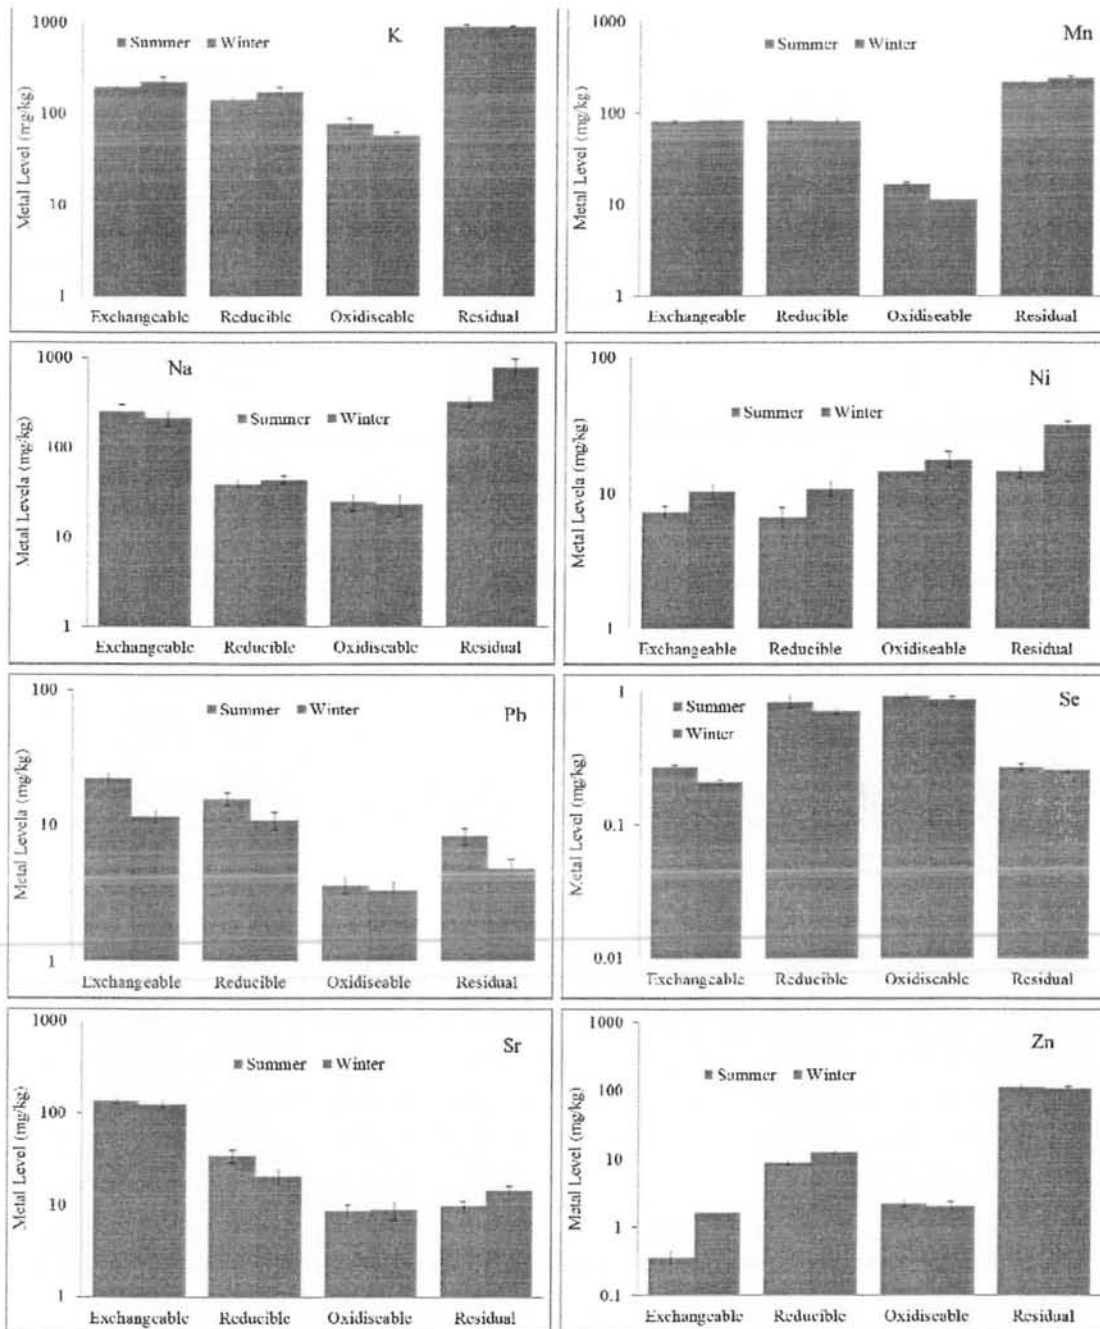 K
Summer Winter
Metal Level (mg/kg)
1000
100
10
1
Exchangeable Reducible Oxidiseable Residual
Mn
Summer Winter
Metal Level (mg/kg)
1000
100
10
1
Exchangeable Reducible Oxidiseable Residual
Na
Summer Winter
Metal Levela (mg/kg)
1000
100
10
1
Exchangeable Reducible Oxidiseable Residual
Ni
Summer Winter
Metal Levela (mg/kg)
100
10
1
Exchangeable Reducible Oxidiseable Residual
Pb
Summer Winter
Metal Levela (mg/kg)
100
10
1
Exchangeable Reducible Oxidiseable Residual
Se
Summer
Winter
Metal Level (mg/kg)
1
0.1
0.01
Exchangeable Reducible Oxidiseable Residual
Sr
Summer Winter
Metal Level (mg/kg)
1000
100
10
1
Exchangeable Reducible Oxidiseable Residual
Zn
Summer Winter
Metal Level (mg/kg)
1000
100
10
1
0.1
Exchangeable Reducible Oxidiseable Residual